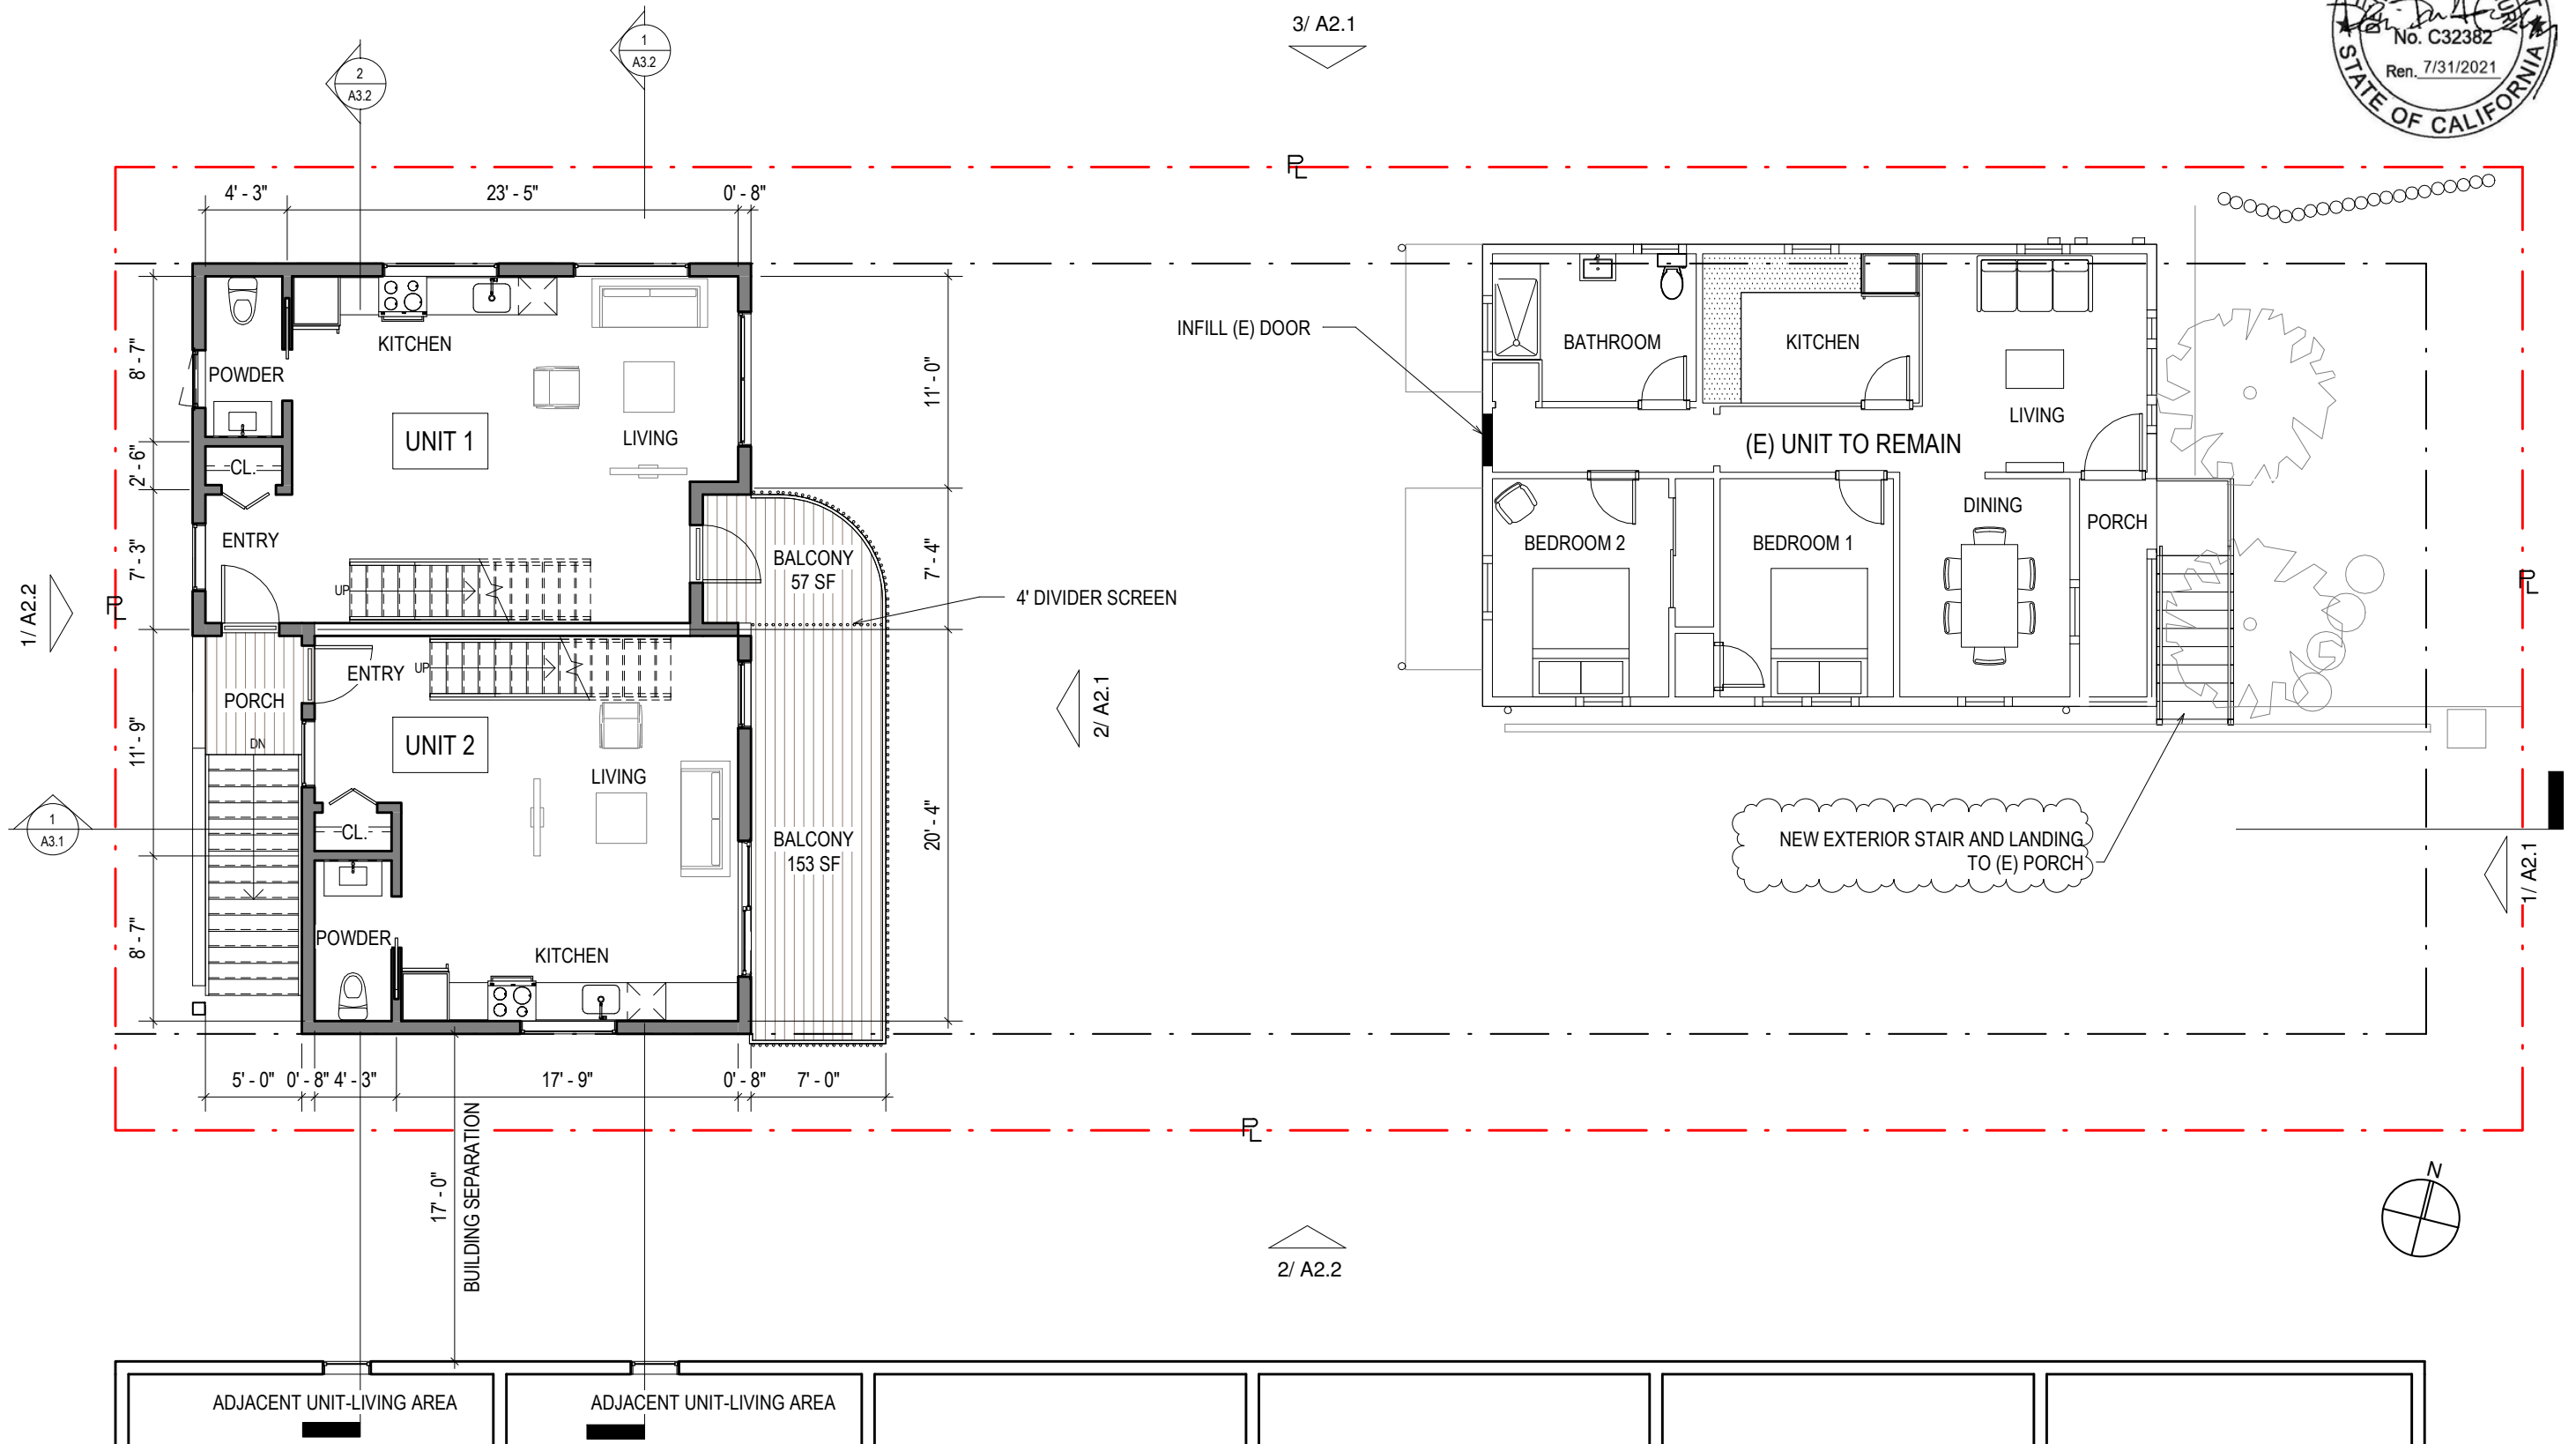 3/ A2.1
No. C32382
Ren. 7/31/2021
STATE OF CALIFORNIA
1
A3.2
2
A3.2
PL
4' - 3"
23' - 5"
0' - 8"
8' - 7"
2' - 6"
7' - 3"
11' - 9"
8' - 7"
POWDER
KITCHEN
UNIT 1
LIVING
CL.
ENTRY
UP
11' - 0"
7' - 4"
20' - 4"
BALCONY
57 SF
4' DIVIDER SCREEN
1/ A2.2
PL
ENTRY
UP
PORCH
DN
UNIT 2
LIVING
CL.
BALCONY
153 SF
POWDER
KITCHEN
1
A3.1
2/ A2.1
INFILL (E) DOOR
BATHROOM
KITCHEN
LIVING
(E) UNIT TO REMAIN
DINING
PORCH
BEDROOM 2
BEDROOM 1
PL
NEW EXTERIOR STAIR AND LANDING
TO (E) PORCH
1/ A2.1
5' - 0"
0' - 8"
4' - 3"
17' - 9"
0' - 8"
7' - 0"
PL
17' - 0"
BUILDING SEPARATION
N
2/ A2.2
ADJACENT UNIT-LIVING AREA
ADJACENT UNIT-LIVING AREA